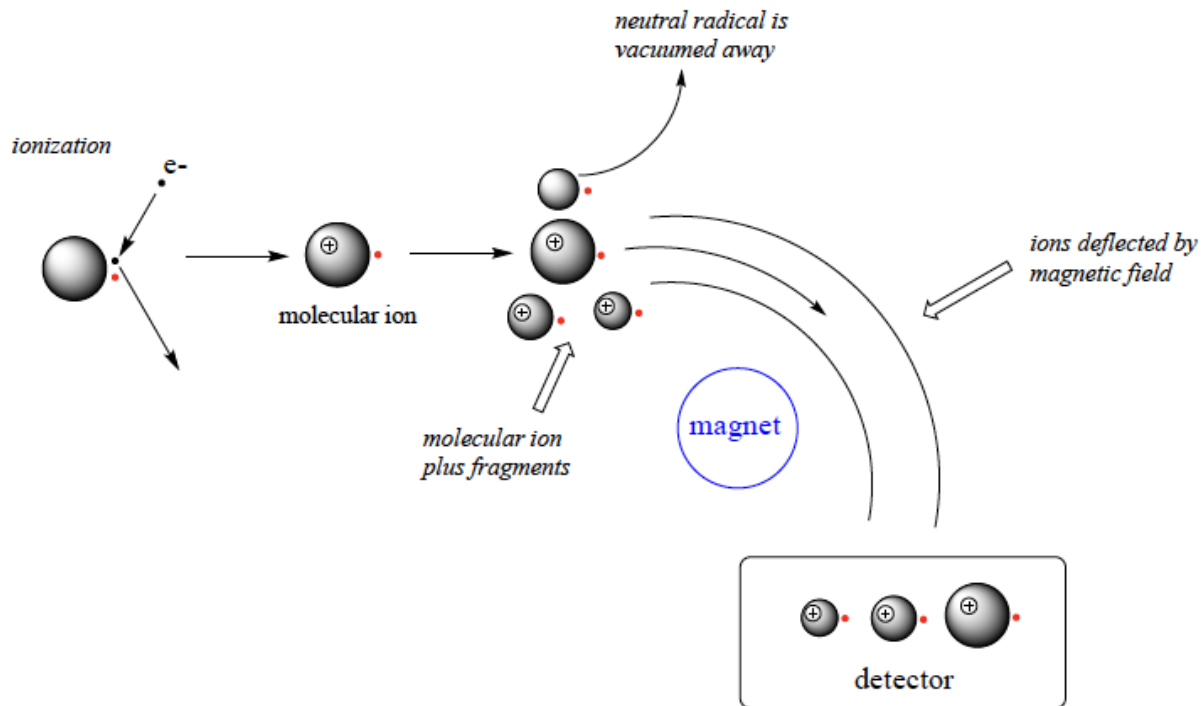 neutral radical is
vacuumed away
ionization
e-
molecular ion
ions deflected by
magnetic field
magnet
molecular ion
plus fragments
detector